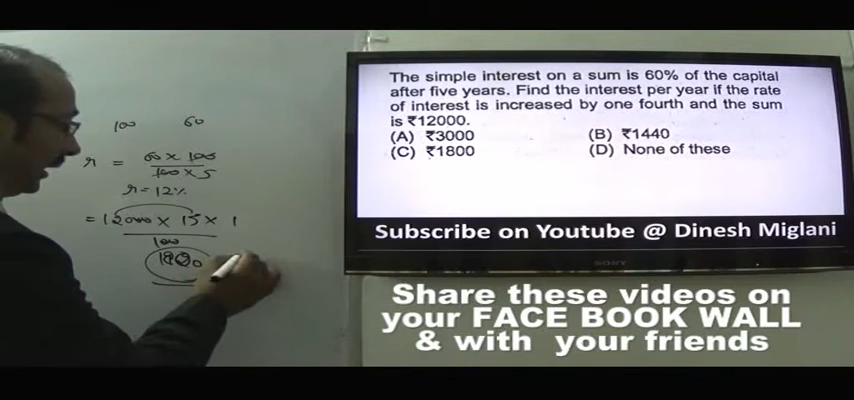 100 60
r = 60 x 100
100 x 5
r = 12%
= 12000 x 15 x 1
100
1800
The simple interest on a sum is 60% of the capital
after five years. Find the interest per year if the rate
of interest is increased by one fourth and the sum
is ₹12000.
(A) ₹3000 (B) ₹1440
(C) ₹1800 (D) None of these
Subscribe on Youtube @ Dinesh Miglani
SONY
Share these videos on
your FACE BOOK WALL
& with your friends